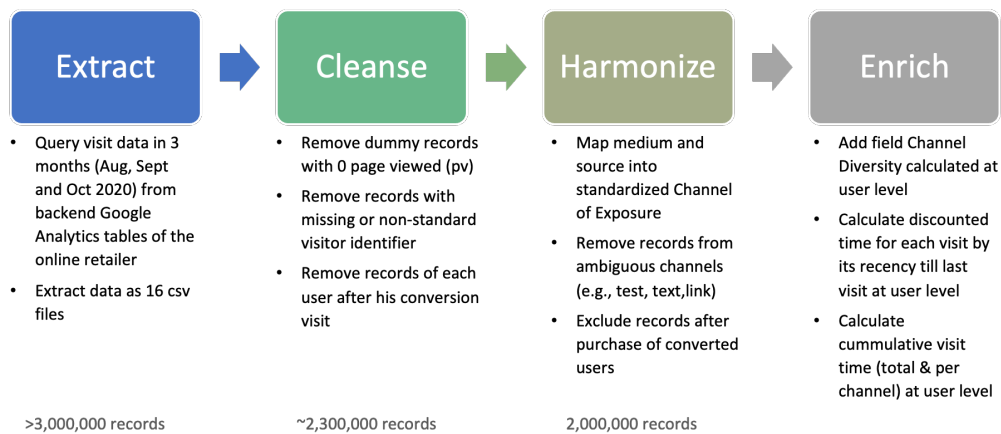 Extract
• Query visit data in 3
months (Aug, Sept
and Oct 2020) from
backend Google
Analytics tables of the
online retailer
• Extract data as 16 csv
files
>3,000,000 records
Cleanse
• Remove dummy records
with 0 page viewed (pv)
• Remove records with
missing or non-standard
visitor identifier
• Remove records of each
user after his conversion
visit
~2,300,000 records
Harmonize
• Map medium and
source into
standardized Channel
of Exposure
• Remove records from
ambiguous channels
(e.g., test, text,link)
• Exclude records after
purchase of converted
users
2,000,000 records
Enrich
• Add field Channel
Diversity calculated at
user level
• Calculate discounted
time for each visit by
its recency till last
visit at user level
• Calculate
cummulative visit
time (total & per
channel) at user level